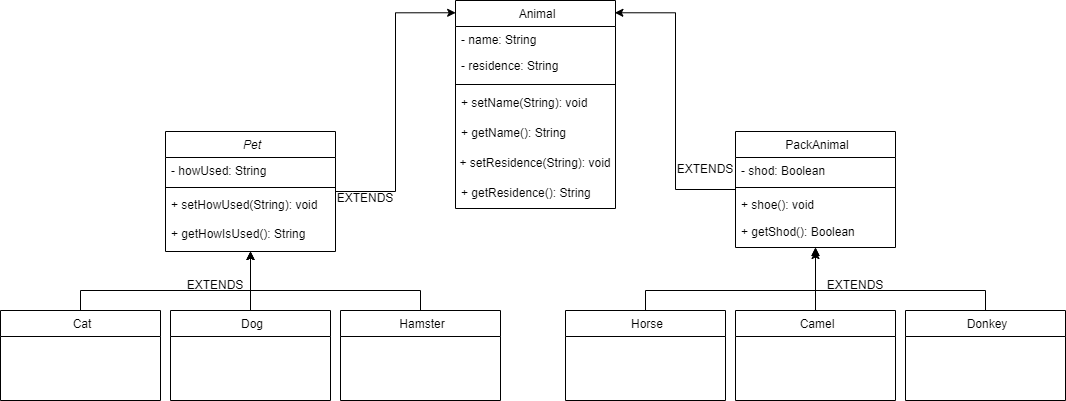 Animal
- name: String
- residence: String
+ setName(String): void
+ getName(): String
+ setResidence(String): void
+ getResidence(): String
Pet
- howUsed: String
+ setHowUsed(String): void
+ getHowIsUsed(): String
EXTENDS
PackAnimal
- shod: Boolean
+ shoe(): void
+ getShod(): Boolean
EXTENDS
EXTENDS
Cat
Dog
Hamster
EXTENDS
Horse
Camel
Donkey